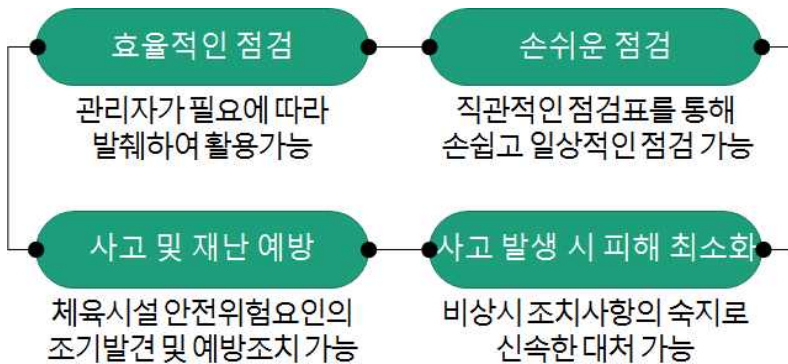 효율적인 점검
손쉬운 점검
관리자가 필요에 따라
발췌하여 활용가능
직관적인 점검표를 통해
손쉽고 일상적인 점검 가능
사고 및 재난 예방
사고 발생 시 피해 최소화
체육시설 안전위험요인의
조기발견 및 예방조치 가능
비상시 조치사항의 숙지로
신속한 대처 가능